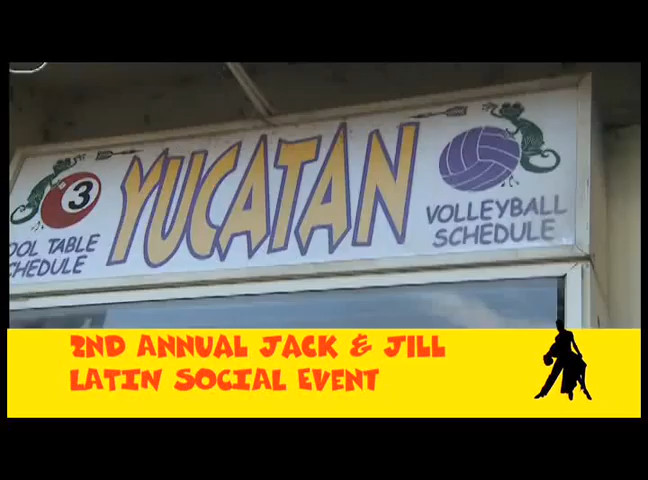 3
YUCATAN
OOL TABLE
CHEDULE
VOLLEYBALL
SCHEDULE
2ND ANNUAL JACK & JILL
LATIN SOCIAL EVENT